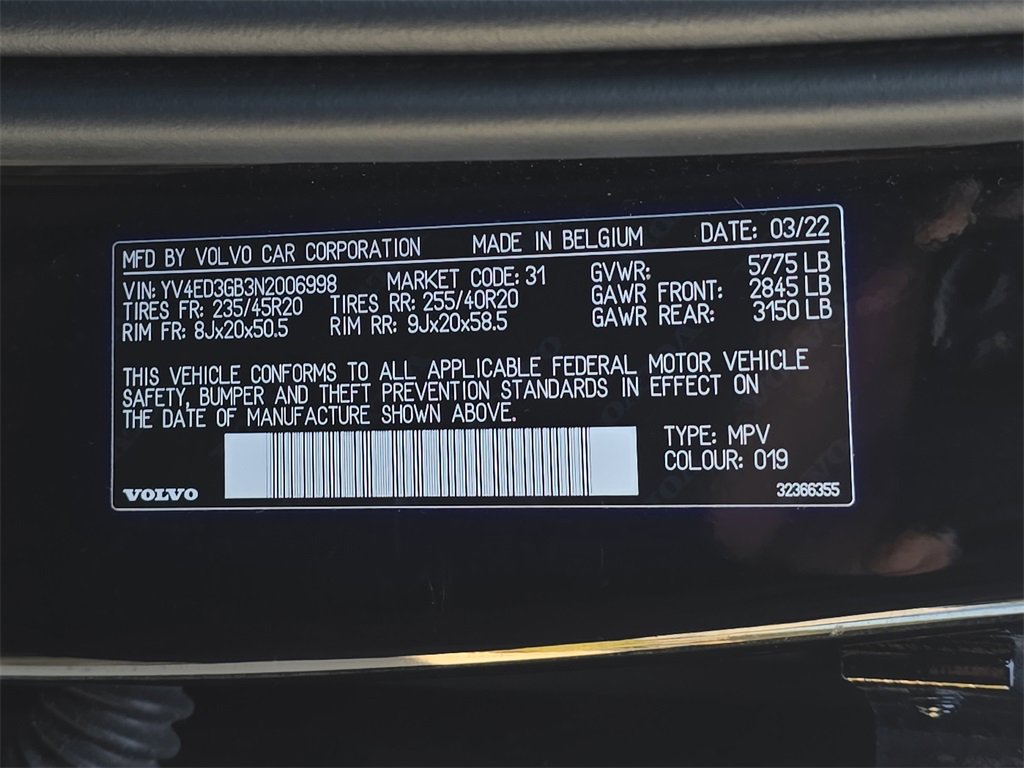 MFD BY VOLVO CAR CORPORATION MADE IN BELGIUM DATE: 03/22
VIN: YV4ED3GB3N2006998 MARKET CODE: 31 GVWR: 5775 LB
TIRES FR: 235/45R20 TIRES RR: 255/40R20 GAWR FRONT: 2845 LB
RIM FR: 8Jx20x50.5 RIM RR: 9Jx20x58.5 GAWR REAR: 3150 LB
THIS VEHICLE CONFORMS TO ALL APPLICABLE FEDERAL MOTOR VEHICLE
SAFETY, BUMPER AND THEFT PREVENTION STANDARDS IN EFFECT ON
THE DATE OF MANUFACTURE SHOWN ABOVE.
TYPE: MPV
COLOUR: 019
VOLVO 32366355